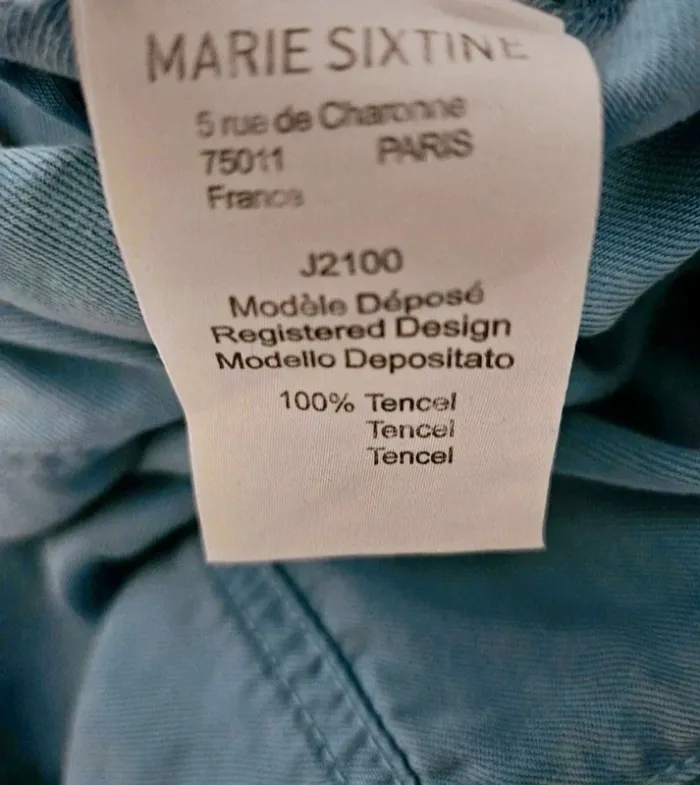 MARIE SIXTINE
5 rue de Charonne
75011 PARIS
France
J2100
Modèle Déposé
Registered Design
Modello Depositato
100% Tencel
Tencel
Tencel